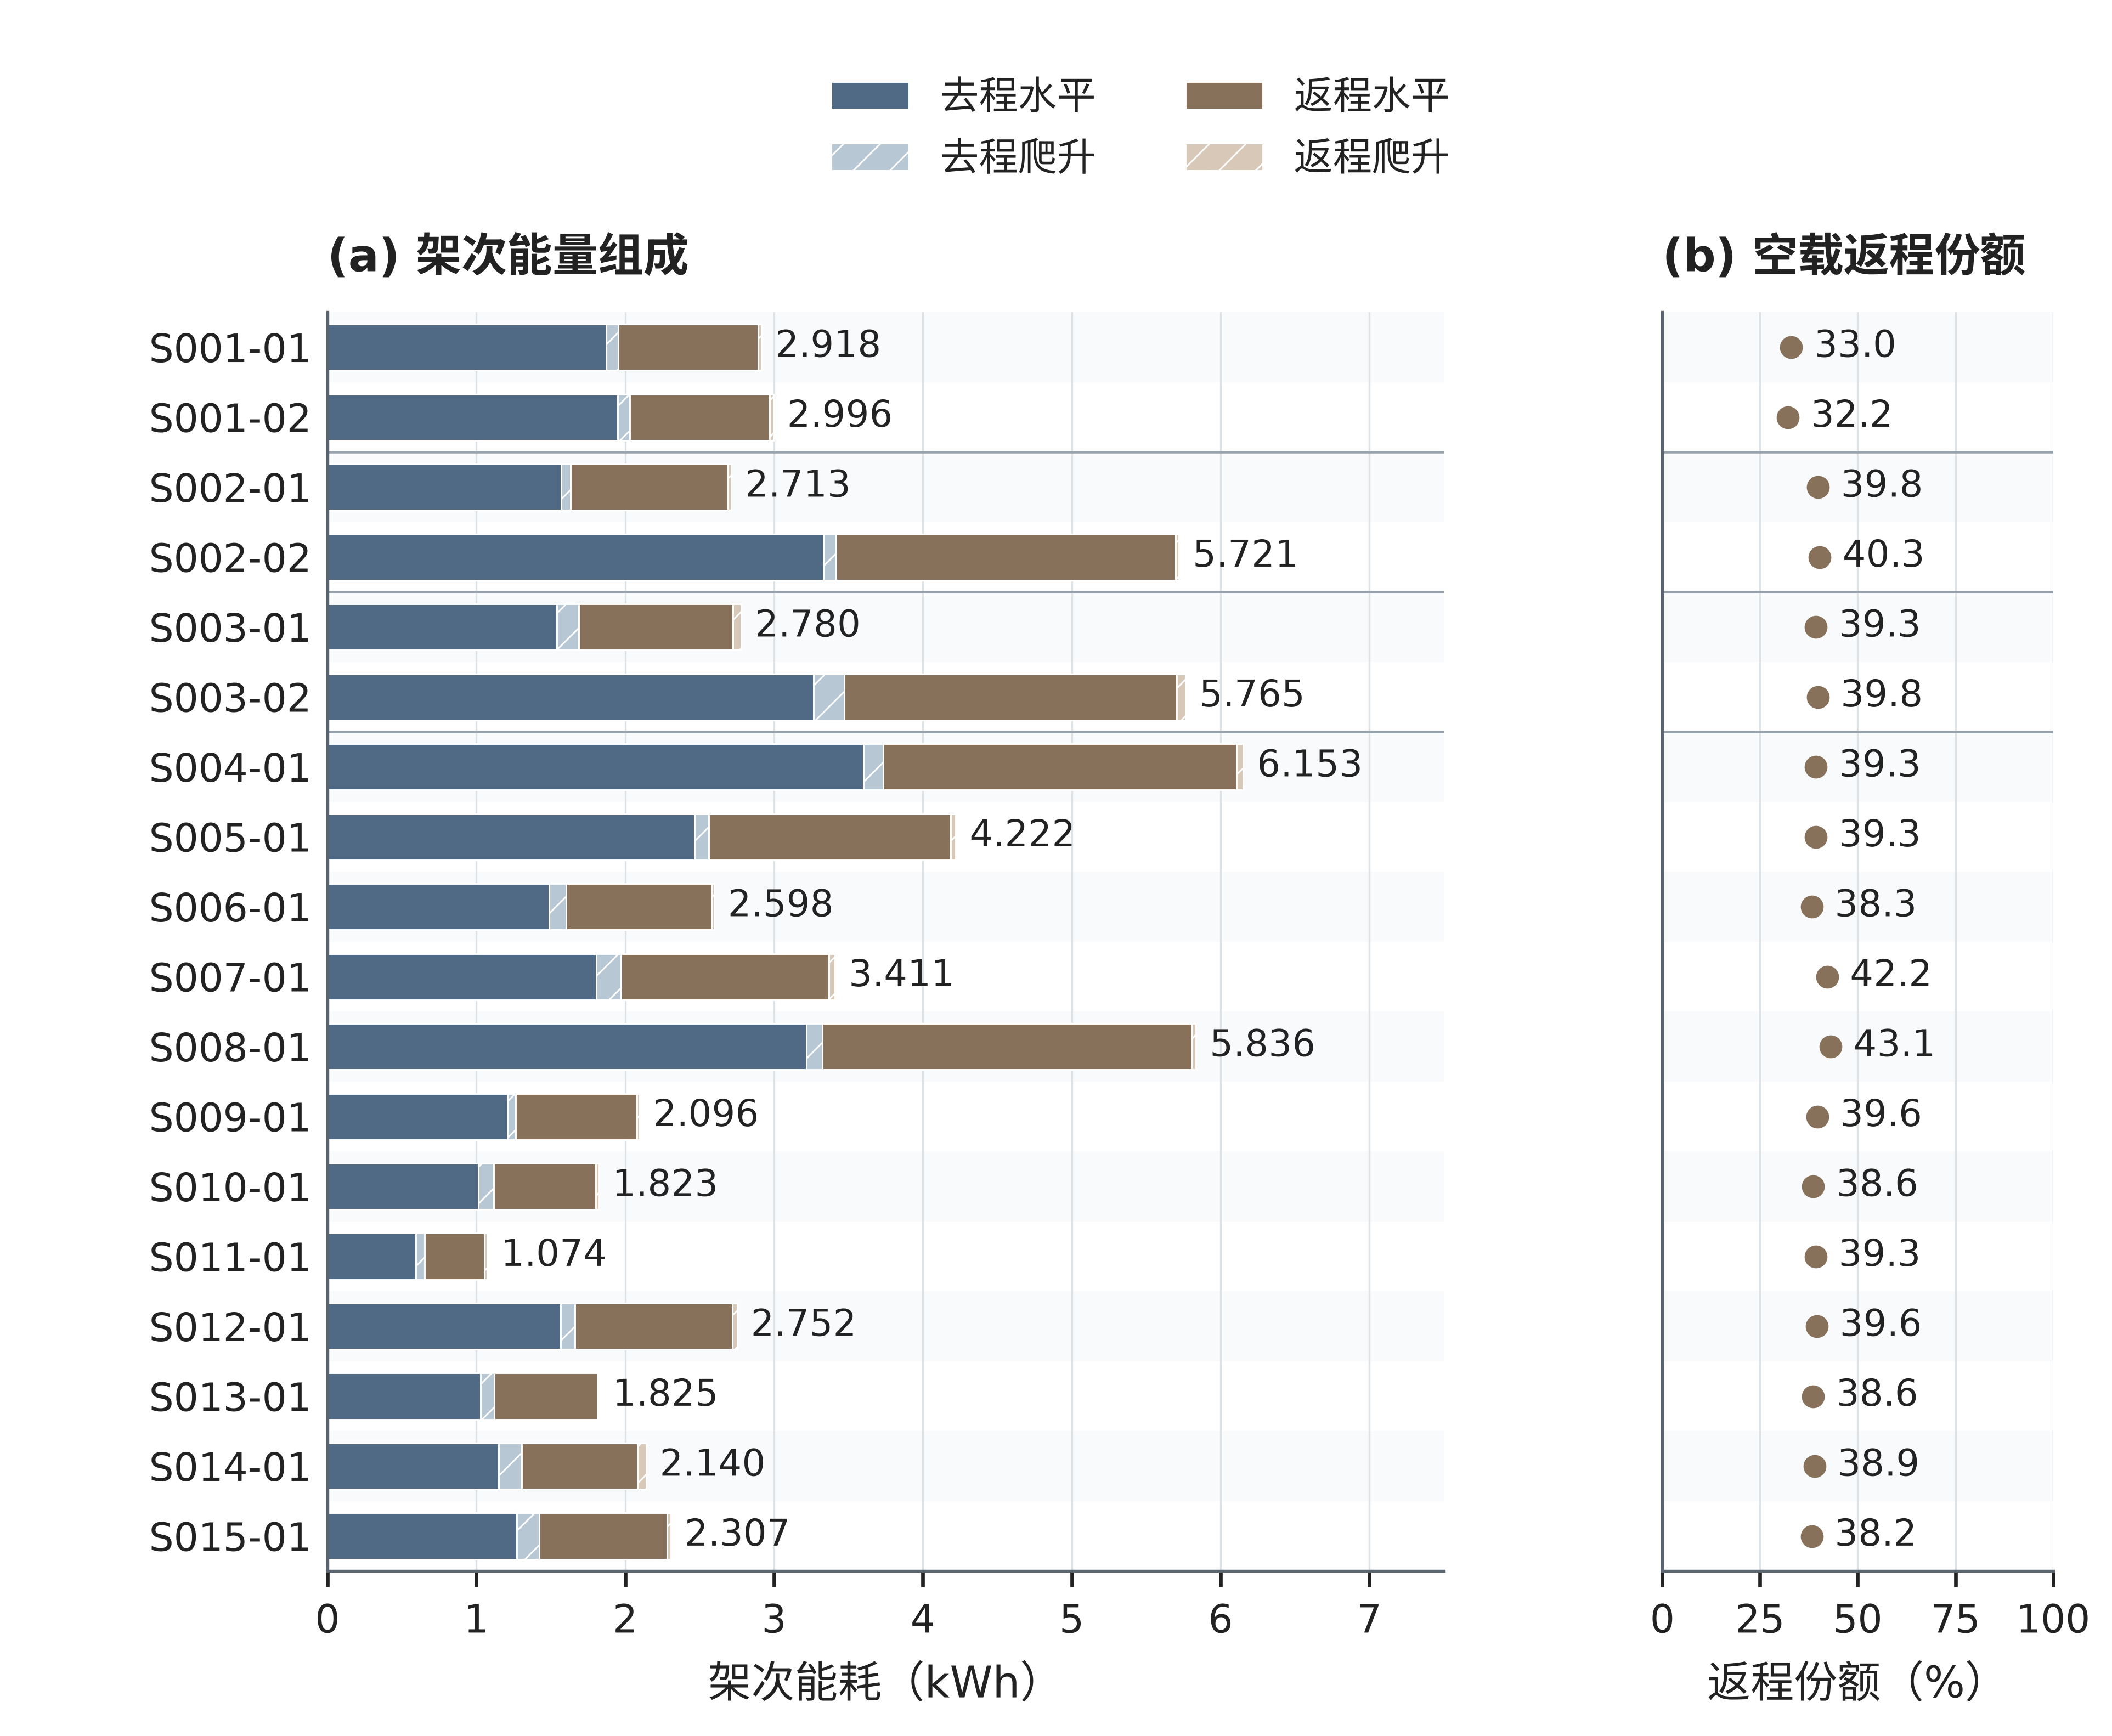 去程水平 返程水平
去程爬升 返程爬升
(a) 架次能量组成 (b) 空载返程份额
S001-01 2.918 33.0
S001-02 2.996 32.2
S002-01 2.713 39.8
S002-02 5.721 40.3
S003-01 2.780 39.3
S003-02 5.765 39.8
S004-01 6.153 39.3
S005-01 4.222 39.3
S006-01 2.598 38.3
S007-01 3.411 42.2
S008-01 5.836 43.1
S009-01 2.096 39.6
S010-01 1.823 38.6
S011-01 1.074 39.3
S012-01 2.752 39.6
S013-01 1.825 38.6
S014-01 2.140 38.9
S015-01 2.307 38.2
0 1 2 3 4 5 6 7 0 25 50 75 100
架次能耗（kWh） 返程份额（%）